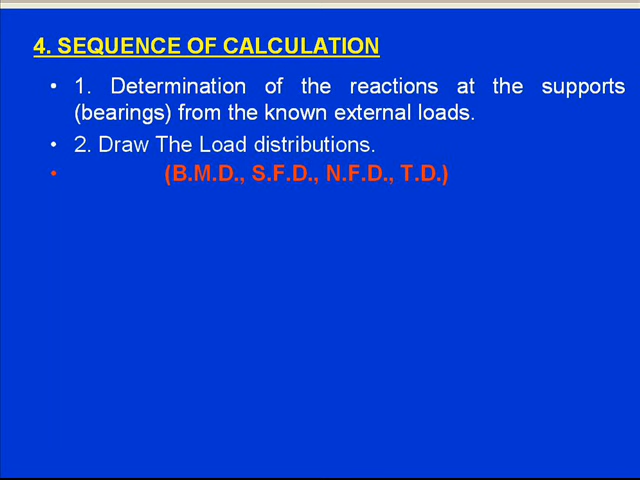 4. SEQUENCE OF CALCULATION
• 1. Determination of the reactions at the supports
(bearings) from the known external loads.
• 2. Draw The Load distributions.
• (B.M.D., S.F.D., N.F.D., T.D.)